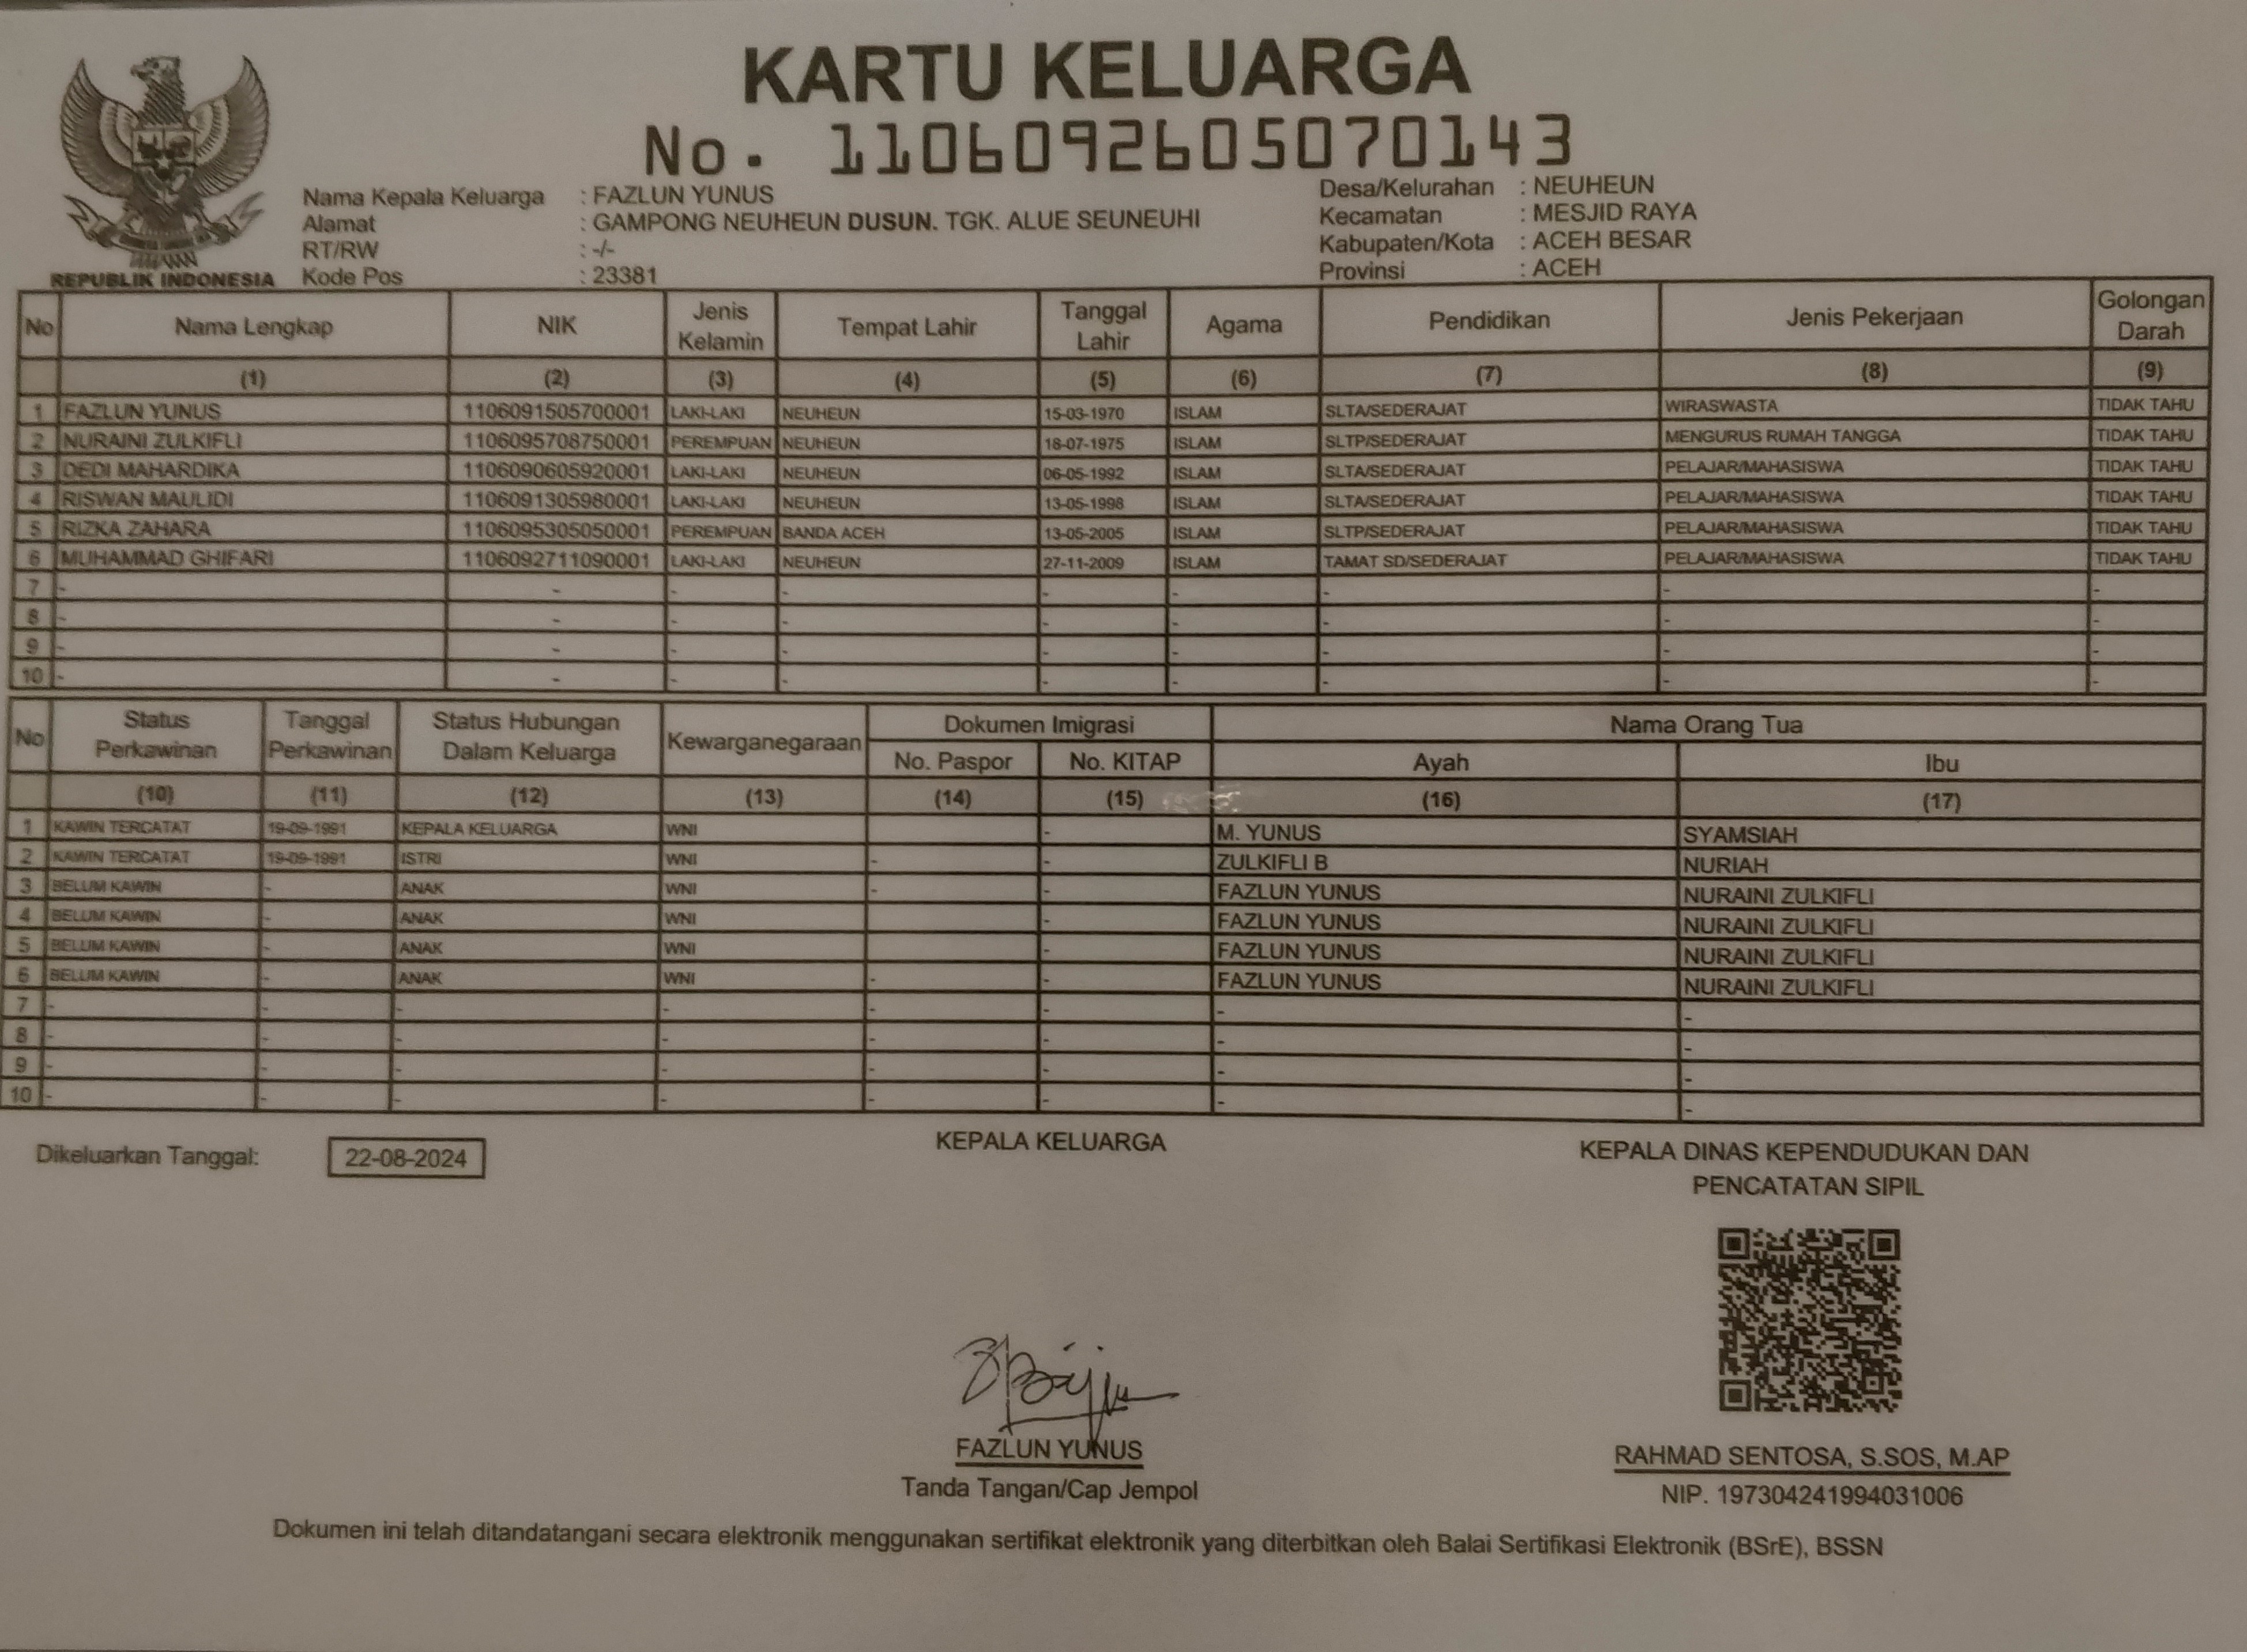 KARTU KELUARGA
No. 1106092605070143
REPUBLIK INDONESIA
Nama Kepala Keluarga : FAZLUN YUNUS
Alamat : GAMPONG NEUHEUN DUSUN. TGK. ALUE SEUNEUHI
RT/RW : -/-
Kode Pos : 23381
Desa/Kelurahan : NEUHEUN
Kecamatan : MESJID RAYA
Kabupaten/Kota : ACEH BESAR
Provinsi : ACEH
No Nama Lengkap NIK Jenis Kelamin Tempat Lahir Tanggal Lahir Agama Pendidikan Jenis Pekerjaan Golongan Darah
(1) (2) (3) (4) (5) (6) (7) (8) (9)
1 FAZLUN YUNUS 1106091505700001 LAKI-LAKI NEUHEUN 15-03-1970 ISLAM SLTA/SEDERAJAT WIRASWASTA TIDAK TAHU
2 NURAINI ZULKIFLI 1106095708750001 PEREMPUAN NEUHEUN 18-07-1975 ISLAM SLTP/SEDERAJAT MENGURUS RUMAH TANGGA TIDAK TAHU
3 DEDI MAHARDIKA 1106090605920001 LAKI-LAKI NEUHEUN 06-05-1992 ISLAM SLTA/SEDERAJAT PELAJAR/MAHASISWA TIDAK TAHU
4 RISWAN MAULIDI 1106091305980001 LAKI-LAKI NEUHEUN 13-05-1998 ISLAM SLTA/SEDERAJAT PELAJAR/MAHASISWA TIDAK TAHU
5 RIZKA ZAHARA 1106095305050001 PEREMPUAN BANDA ACEH 13-05-2005 ISLAM SLTP/SEDERAJAT PELAJAR/MAHASISWA TIDAK TAHU
6 MUHAMMAD GHIFARI 1106092711090001 LAKI-LAKI NEUHEUN 27-11-2009 ISLAM TAMAT SD/SEDERAJAT PELAJAR/MAHASISWA TIDAK TAHU
7 - - - - - - - - -
8 - - - - - - - - -
9 - - - - - - - - -
10 - - - - - - - - -
No Status Perkawinan Tanggal Perkawinan Status Hubungan Dalam Keluarga Kewarganegaraan Dokumen Imigrasi Nama Orang Tua
No. Paspor No. KITAP Ayah Ibu
(10) (11) (12) (13) (14) (15) (16) (17)
1 KAWIN TERCATAT 19-09-1991 KEPALA KELUARGA WNI - M. YUNUS SYAMSIAH
2 KAWIN TERCATAT 19-09-1991 ISTRI WNI - - ZULKIFLI B NURIAH
3 BELUM KAWIN - ANAK WNI - - FAZLUN YUNUS NURAINI ZULKIFLI
4 BELUM KAWIN - ANAK WNI - FAZLUN YUNUS NURAINI ZULKIFLI
5 BELUM KAWIN - ANAK WNI - FAZLUN YUNUS NURAINI ZULKIFLI
6 BELUM KAWIN - ANAK WNI - - FAZLUN YUNUS NURAINI ZULKIFLI
7 - - - - - - - -
8 - - - - - - - -
9 - - - - - - - -
10 - - - - - - - -
Dikeluarkan Tanggal: 22-08-2024
KEPALA KELUARGA
FAZLUN YUNUS
Tanda Tangan/Cap Jempol
KEPALA DINAS KEPENDUDUKAN DAN
PENCATATAN SIPIL
RAHMAD SENTOSA, S.SOS, M.AP
NIP. 197304241994031006
Dokumen ini telah ditandatangani secara elektronik menggunakan sertifikat elektronik yang diterbitkan oleh Balai Sertifikasi Elektronik (BSrE), BSSN